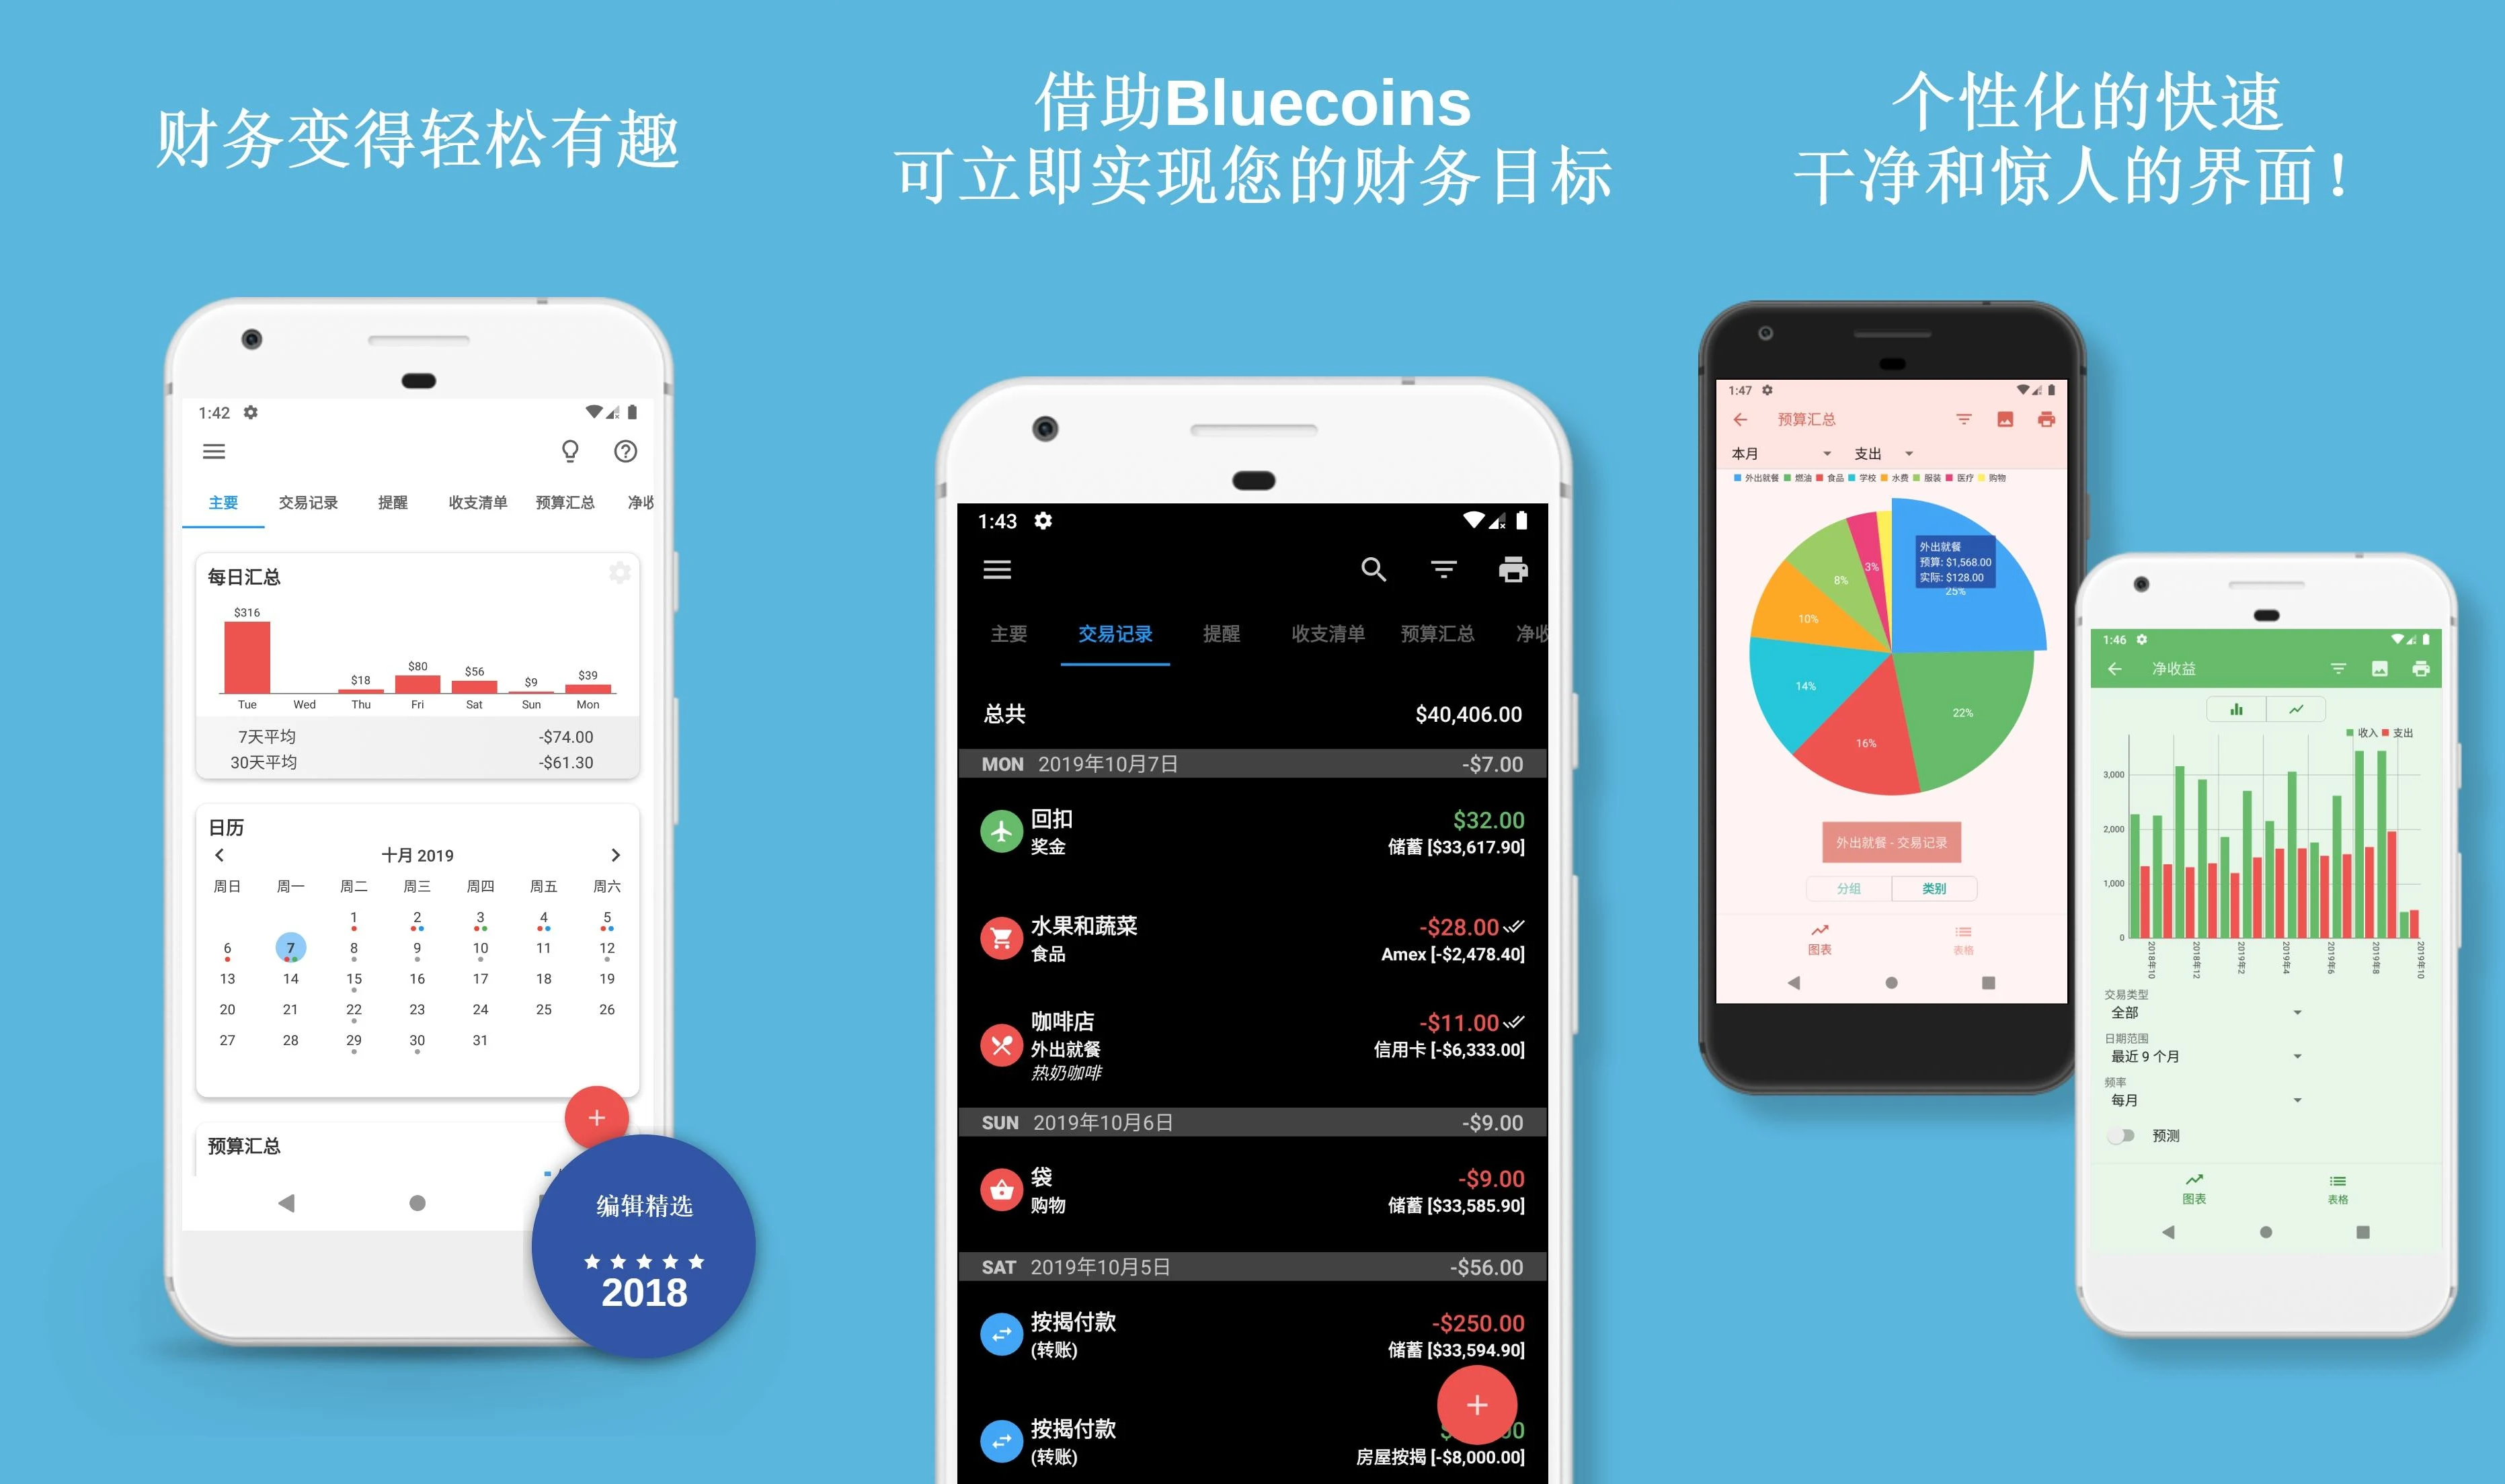 财务变得轻松有趣
1:42
主要 交易记录 提醒 收支清单 预算汇总 净收
每日汇总
$316
$18 $80 $56 $9 $39
Tue Wed Thu Fri Sat Sun Mon
7天平均 -$74.00
30天平均 -$61.30
日历
十月 2019
周日 周一 周二 周三 周四 周五 周六
1 2 3 4 5
6 7 8 9 10 11 12
13 14 15 16 17 18 19
20 21 22 23 24 25 26
27 28 29 30 31
预算汇总
编辑精选
2018
借助Bluecoins
可立即实现您的财务目标
1:43
主要 交易记录 提醒 收支清单 预算汇总 净收
总共 $40,406.00
MON 2019年10月7日 -$7.00
回扣 $32.00
奖金 储蓄 [$33,617.90]
水果和蔬菜 -$28.00
食品 Amex [-$2,478.40]
咖啡店 -$11.00
外出就餐 信用卡 [-$6,333.00]
热奶咖啡
SUN 2019年10月6日 -$9.00
袋 -$9.00
购物 储蓄 [$33,585.90]
SAT 2019年10月5日 -$56.00
按揭付款 -$250.00
(转账) 储蓄 [$33,594.90]
按揭付款
(转账) 房屋按揭 [-$8,000.00]
个性化的快速
干净和惊人的界面！
1:47
预算汇总
本月 支出
外出就餐 燃油 食品 学校 水费 服装 医疗 购物
外出就餐
预算: $1,568.00
实际: $128.00
25%
3%
8%
10%
14%
22%
16%
外出就餐 - 交易记录
分组 类别
图表 表格
1:46
净收益
收入 支出
3,000
2,000
1,000
0
2018年10 2018年12 2019年2 2019年4 2019年6 2019年8 2019年10
交易类型
全部
日期范围
最近 9 个月
频率
每月
预测
图表 表格